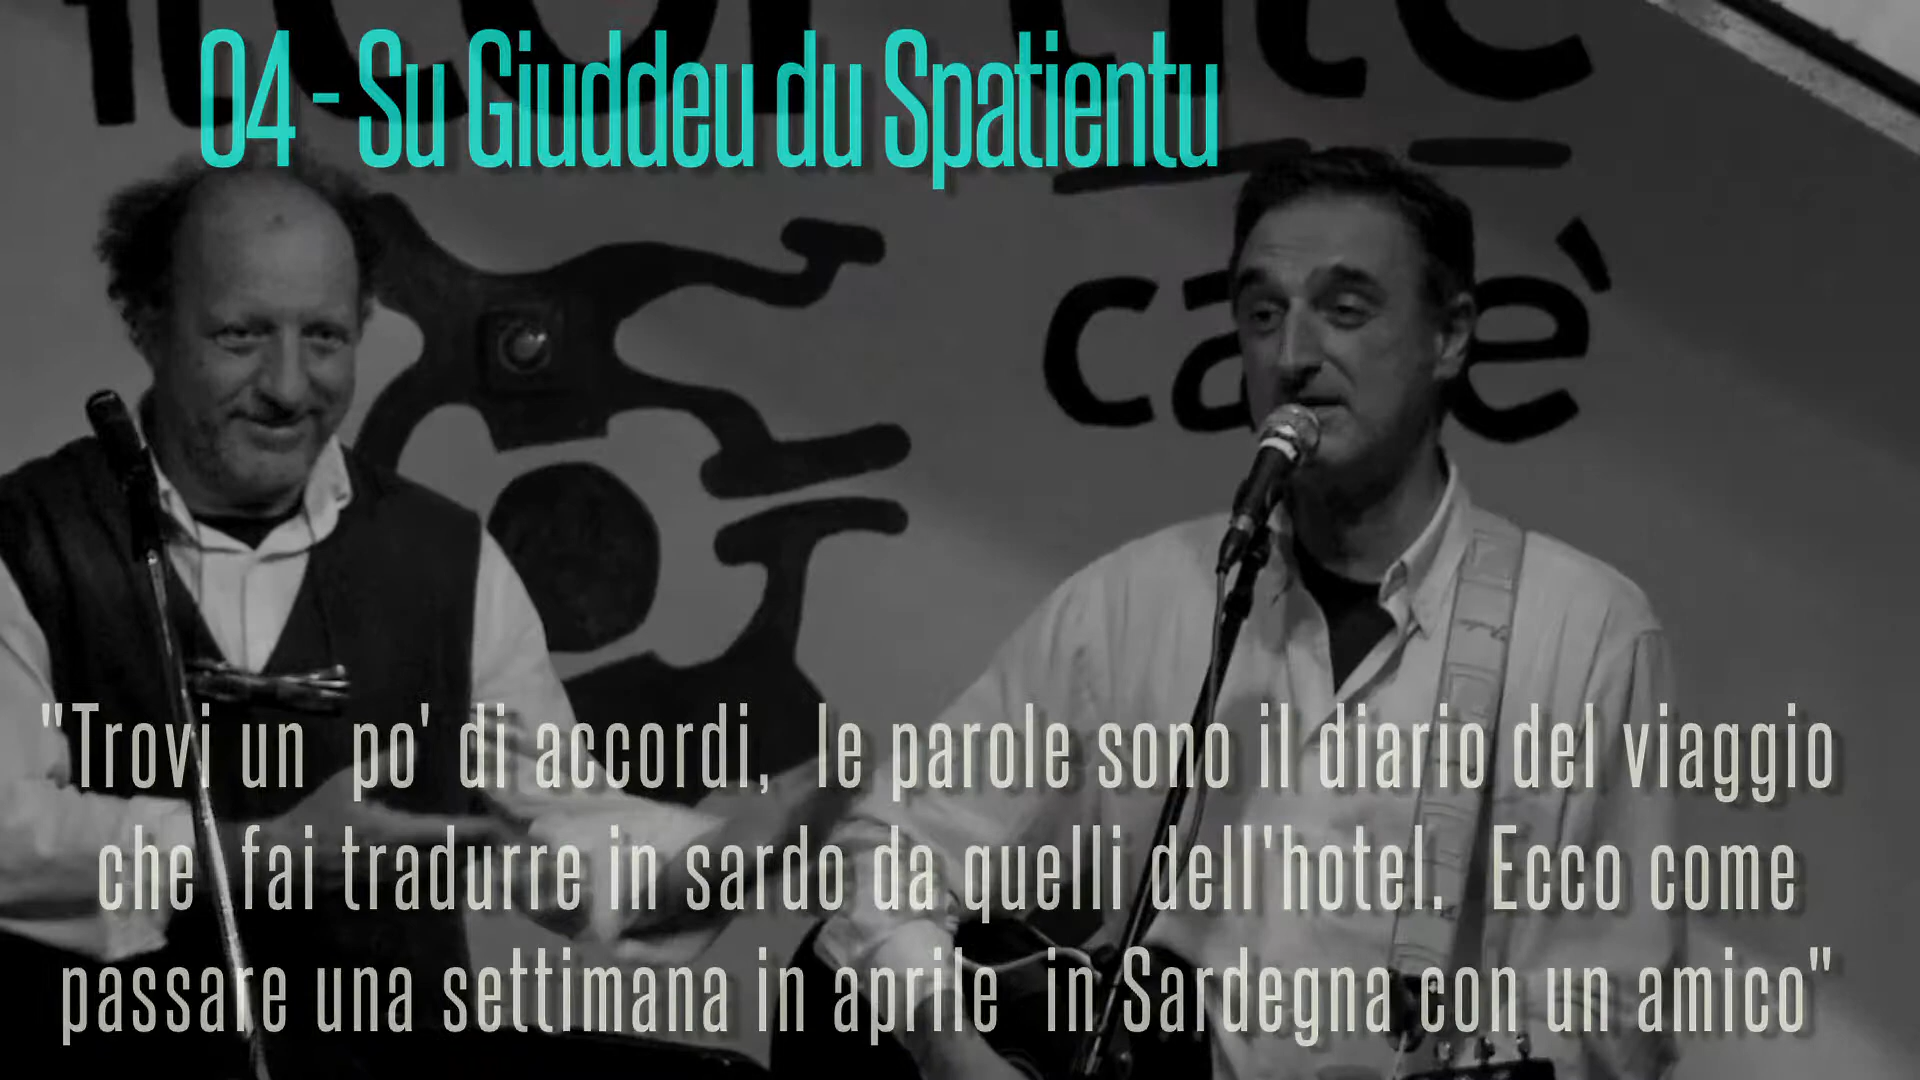 04 - Su Giuddeu du Spatientu
cafè
"Trovi un po' di accordi, le parole sono il diario del viaggio
che fai tradurre in sardo da quelli dell'hotel. Ecco come
passare una settimana in aprile in Sardegna con un amico"